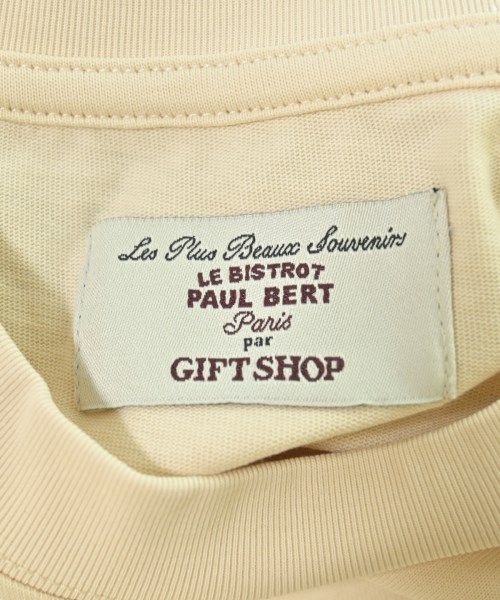 Les Plus Beaux Souvenirs
LE BISTROT
PAUL BERT
Paris
par
GIFT SHOP